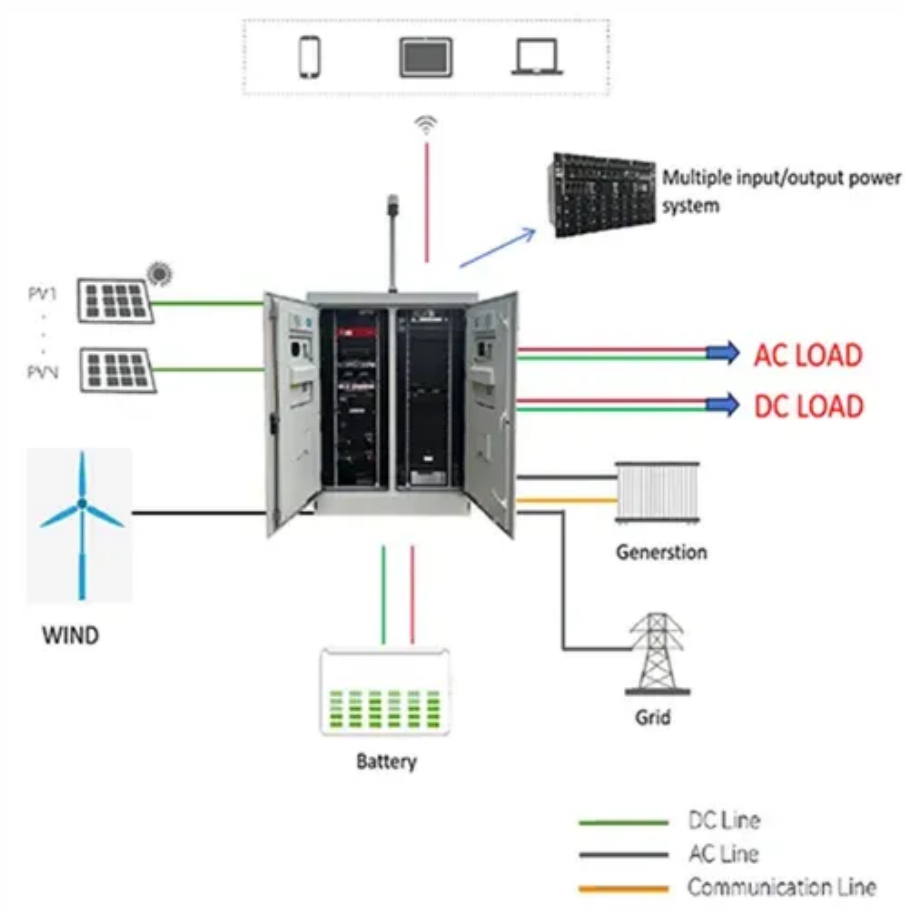 Multiple input/output power
system
PV1
PVN
AC LOAD
DC LOAD
Generstion
WIND
Grid
Battery
DC Line
AC Line
Communication Line